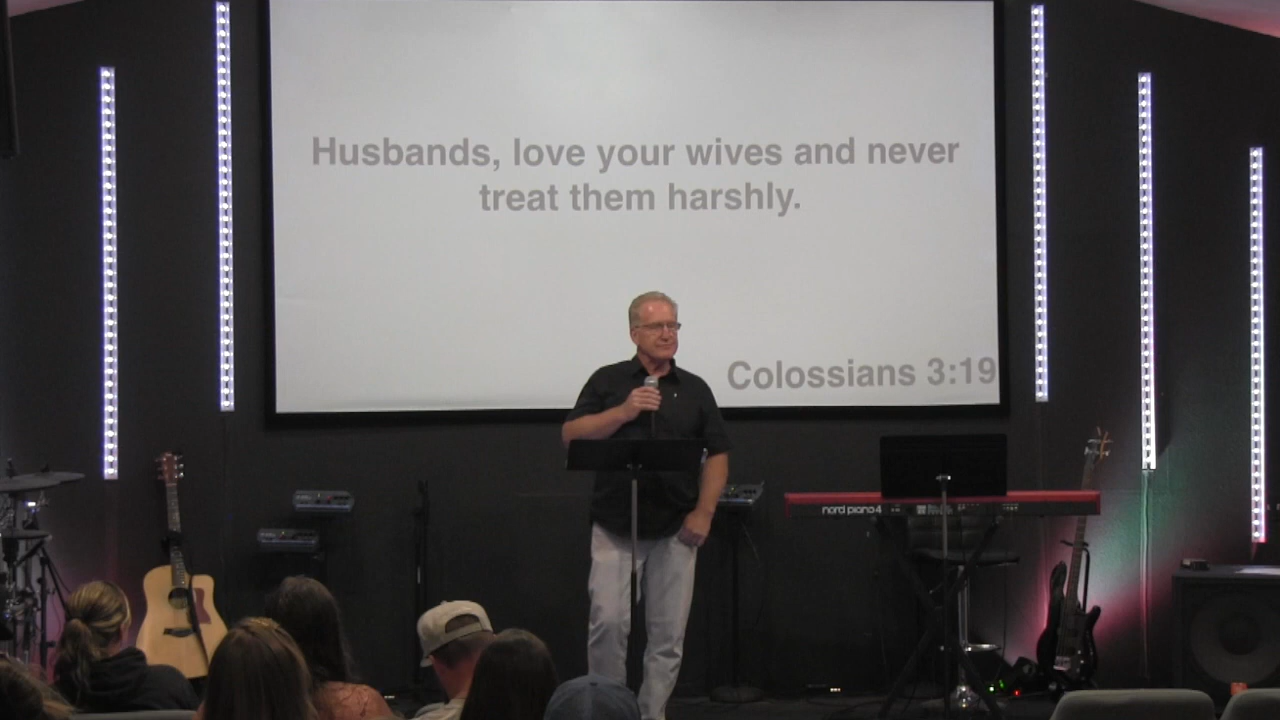 Husbands, love your wives and never
treat them harshly.
Colossians 3:19
nord piano 4